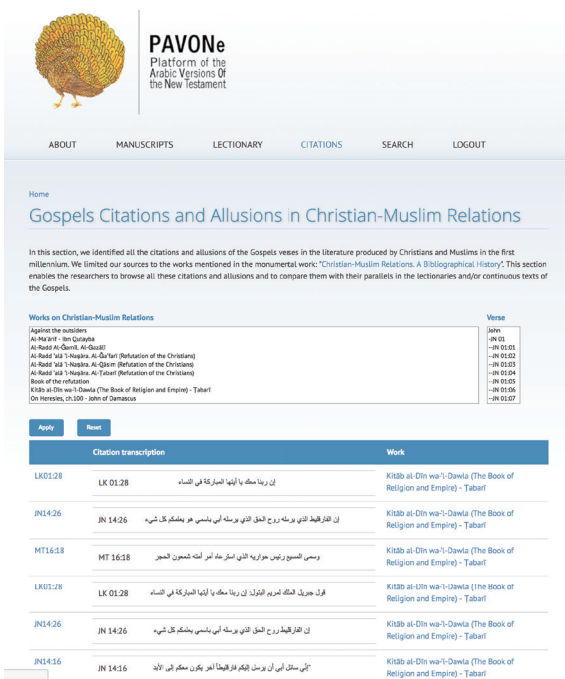 PAVONe
Platform of the
Arabic Versions Of
the New Testament
ABOUT MANUSCRIPTS LECTIONARY CITATIONS SEARCH LOGOUT
Home
Gospels Citations and Allusions in Christian-Muslim Relations
In this section, we identified all the citations and allusions of the Gospels verses in the literature produced by Christians and Muslims in the first
millennium. We limited our sources to the works mentioned in the monumental work: "Christian-Muslim Relations. A Bibliographical History". This section
enables the researchers to browse all these citations and allusions and to compare them with their parallels in the lectionaries and/or continuous texts of
the Gospels.
Works on Christian-Muslim Relations Verse
Against the outsiders John
Al-Ma'ārif - Ibn Qutayba -JN 01
Al-Radd Al-Ǧamīl. Al-Ġazālī --JN 01:01
Al-Radd 'alā 'l-Naṣāra. Al-Ǧa'farī (Refutation of the Christians) --JN 01:02
Al-Radd 'alā 'l-Naṣāra. Al-Qāsim (Refutation of the Christians) --JN 01:03
Al-Radd 'alā 'l-Naṣāra. Al-Ṭabarī (Refutation of the Christians) --JN 01:04
Book of the refutation --JN 01:05
Kitāb al-Dīn wa-'l-Dawla (The Book of Religion and Empire) - Ṭabarī --JN 01:06
On Heresies, ch.100 - John of Damascus --JN 01:07
Apply Reset
Citation transcription Work
LK01:28 LK 01:28 إن ربنا معك يا أيتها المباركة في النساء Kitāb al-Dīn wa-'l-Dawla (The Book of
Religion and Empire) - Ṭabarī
JN14:26 JN 14:26 إن الفارقليط الذي يرسله روح الحق الذي يرسله أبي باسمي هو يعلمكم كل شيء Kitāb al-Dīn wa-'l-Dawla (The Book of
Religion and Empire) - Ṭabarī
MT16:18 MT 16:18 وسمى المسيح رئيس حواريه الذي استرعاه أمر أمته شمعون الحجر Kitāb al-Dīn wa-'l-Dawla (The Book of
Religion and Empire) - Ṭabarī
LK01:28 LK 01:28 قول جبريل الملك لمريم البتول: إن ربنا معك يا أيتها المباركة في النساء Kitāb al-Dīn wa-'l-Dawla (The Book of
Religion and Empire) - Ṭabarī
JN14:26 JN 14:26 إن الفارقليط روح الحق الذي يرسله أبي باسمي يعلمكم كل شيء Kitāb al-Dīn wa-'l-Dawla (The Book of
Religion and Empire) - Ṭabarī
JN14:16 JN 14:16 "إنّي سائل أبي أن يرسل إليكم فارقليطاً آخر يكون معكم إلى الأبد Kitāb al-Dīn wa-'l-Dawla (The Book of
Religion and Empire) - Ṭabarī